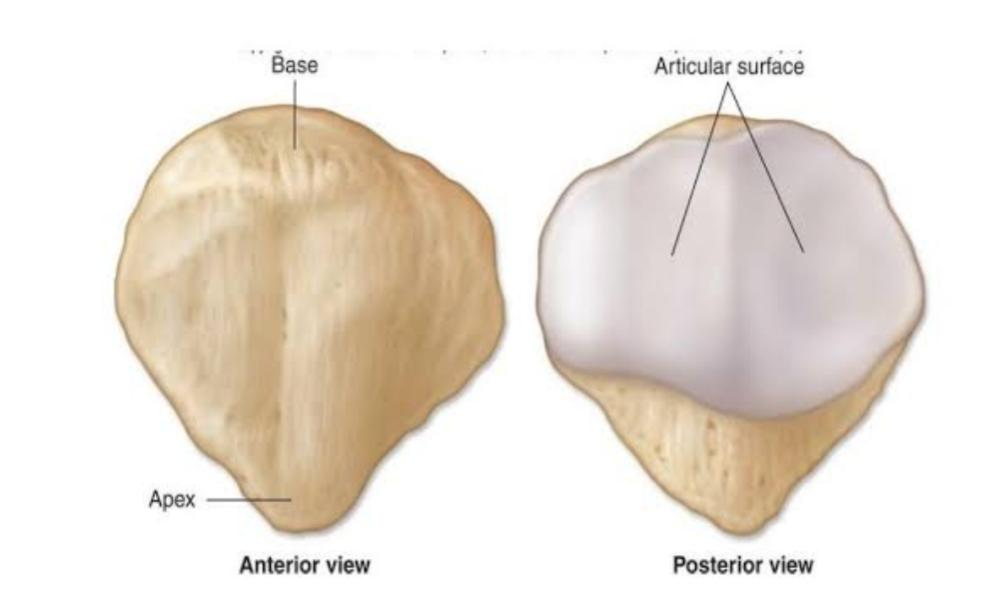 Base
Articular surface
Apex
Anterior view
Posterior view